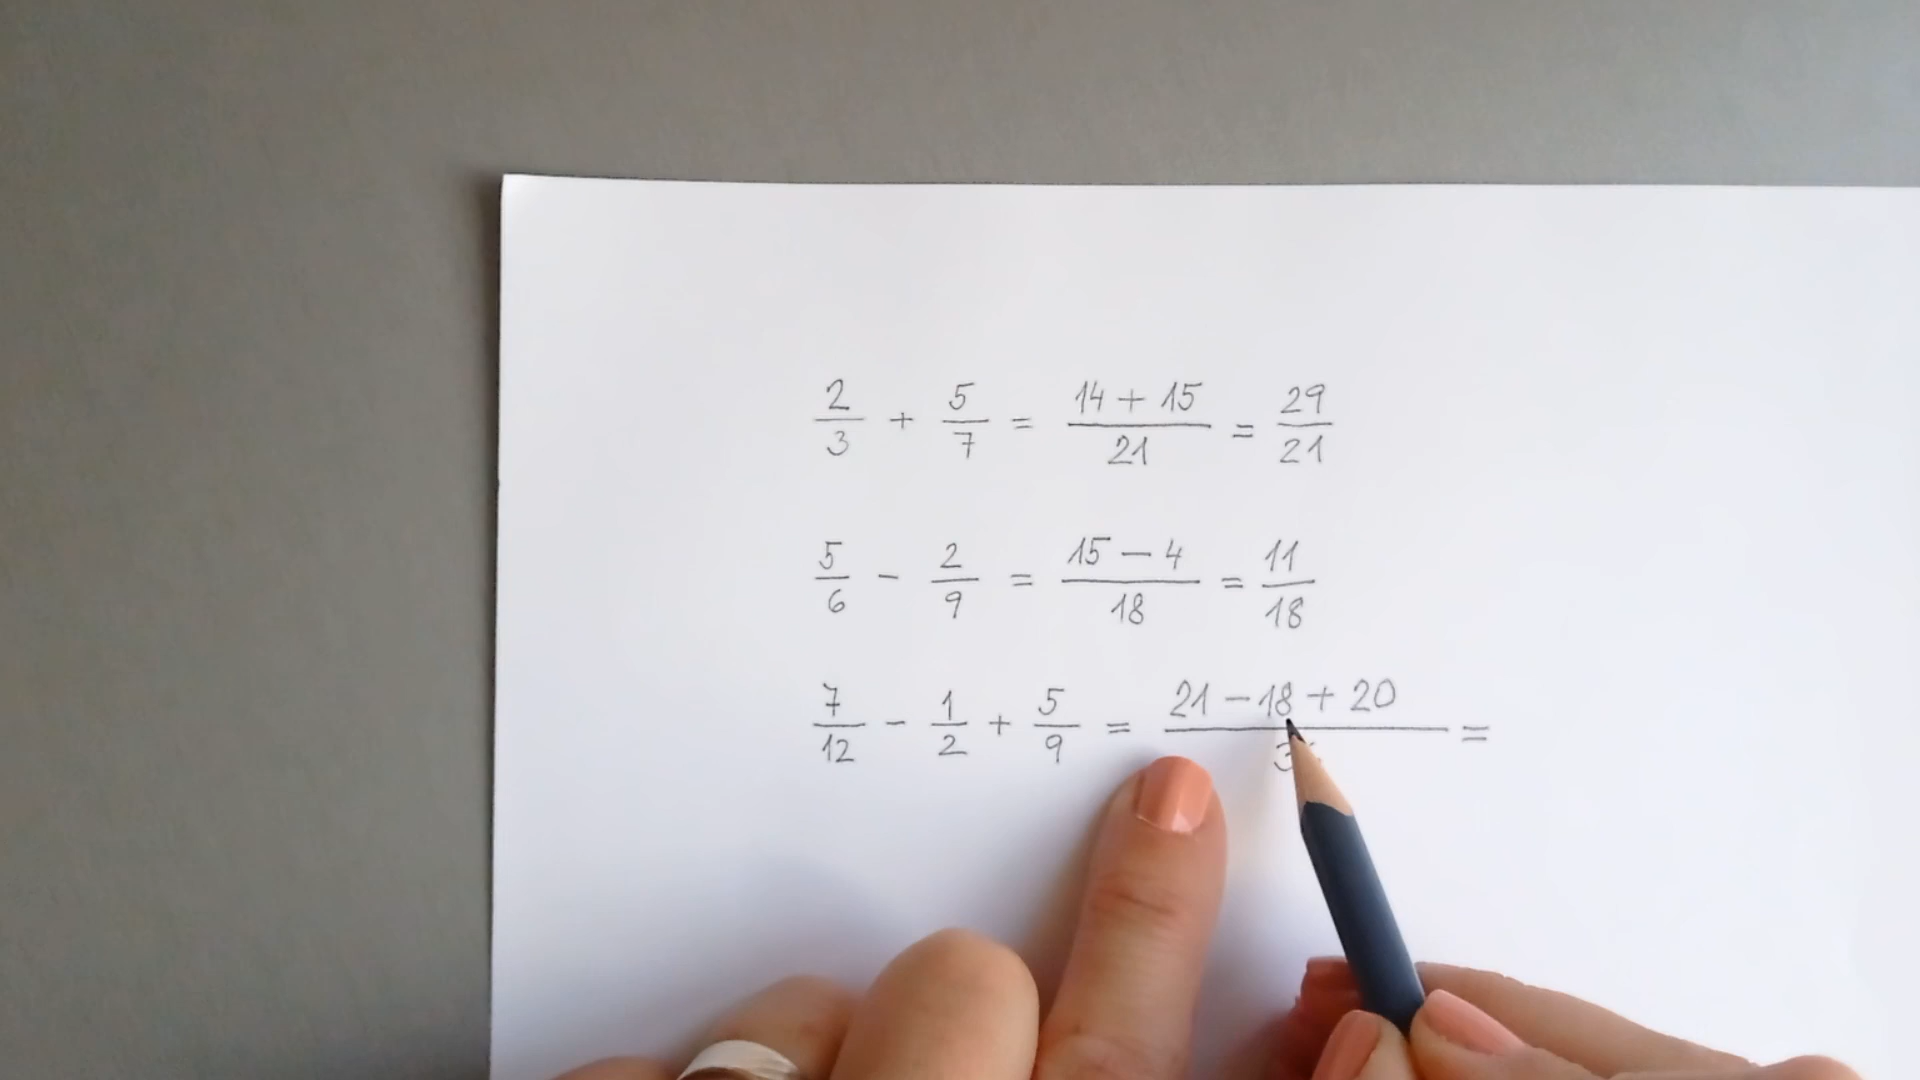 2/3 + 5/7 = 14 + 15/21 = 29/21
5/6 - 2/9 = 15 - 4/18 = 11/18
7/12 - 1/2 + 5/9 = 21 - 18 + 20/3 =